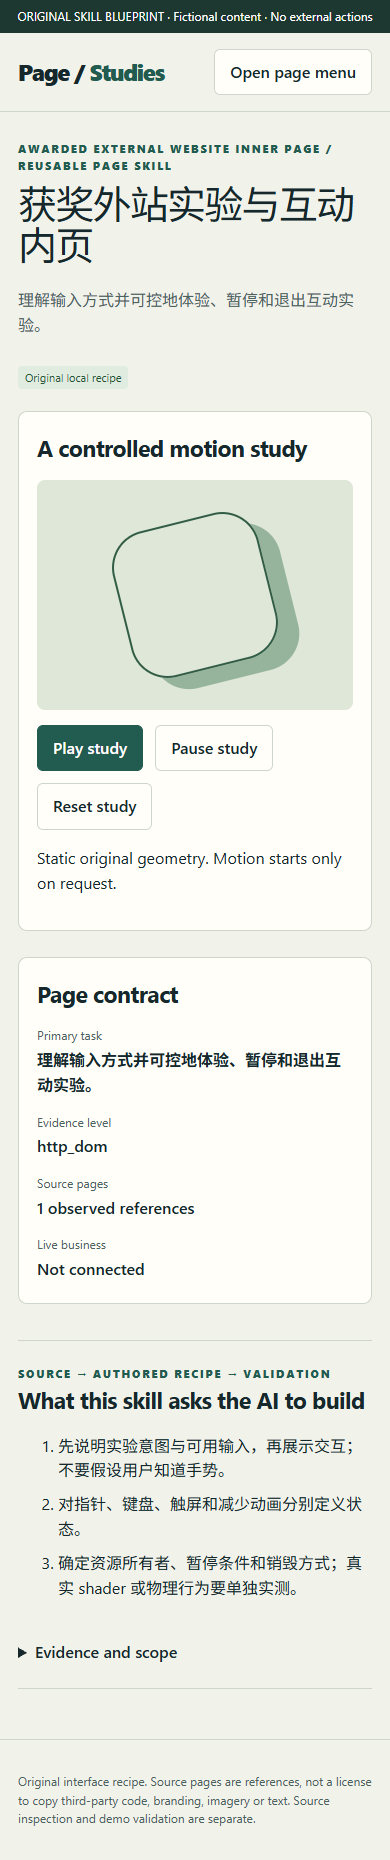 ORIGINAL SKILL BLUEPRINT · Fictional content · No external actions
Page / Studies
Open page menu
AWARDED EXTERNAL WEBSITE INNER PAGE /
REUSABLE PAGE SKILL
获奖外站实验与互动
内页
理解输入方式并可控地体验、暂停和退出互动实
验。
Original local recipe
A controlled motion study
Play study
Pause study
Reset study
Static original geometry. Motion starts only
on request.
Page contract
Primary task
理解输入方式并可控地体验、暂停和退出互
动实验。
Evidence level
http_dom
Source pages
1 observed references
Live business
Not connected
SOURCE → AUTHORED RECIPE → VALIDATION
What this skill asks the AI to build
1. 先说明实验意图与可用输入，再展示交互；
不要假设用户知道手势。
2. 对指针、键盘、触屏和减少动画分别定义状
态。
3. 确定资源所有者、暂停条件和销毁方式；真
实 shader 或物理行为要单独实测。
▶ Evidence and scope
Original interface recipe. Source pages are references, not a license
to copy third-party code, branding, imagery or text. Source
inspection and demo validation are separate.